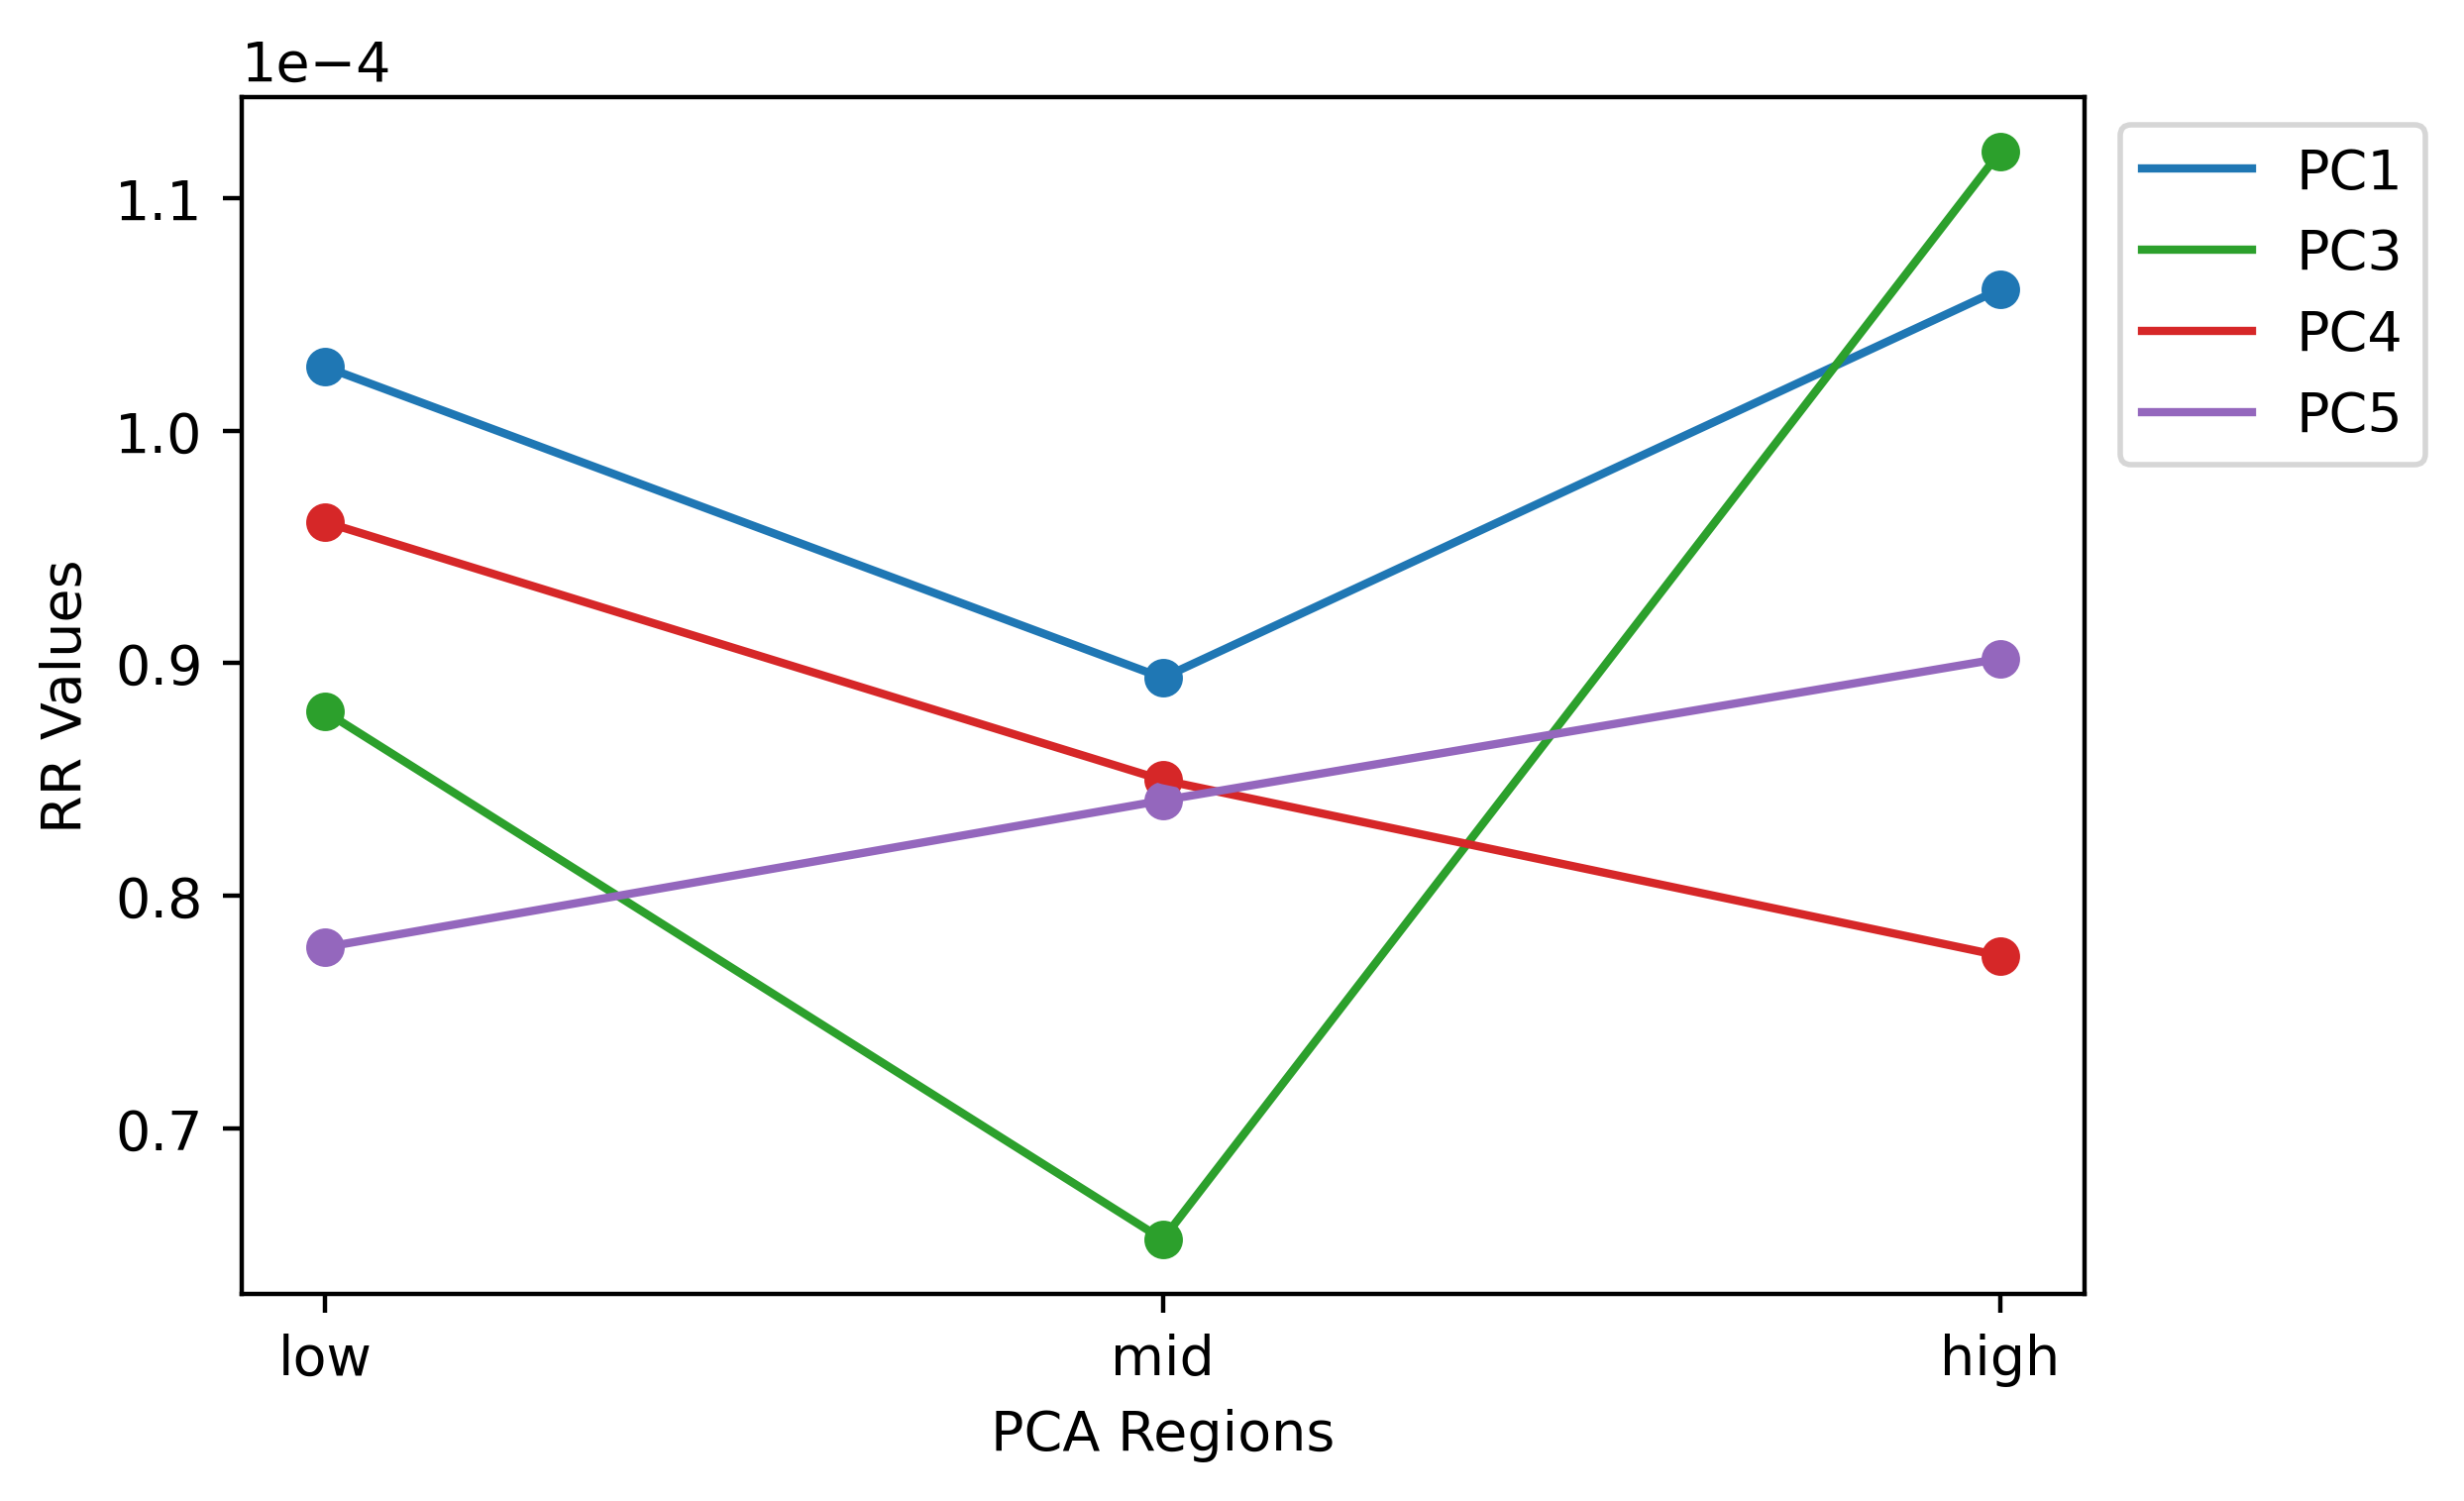 1e−4
1.1
1.0
0.9
0.8
0.7
RR Values
low
mid
high
PCA Regions
PC1
PC3
PC4
PC5